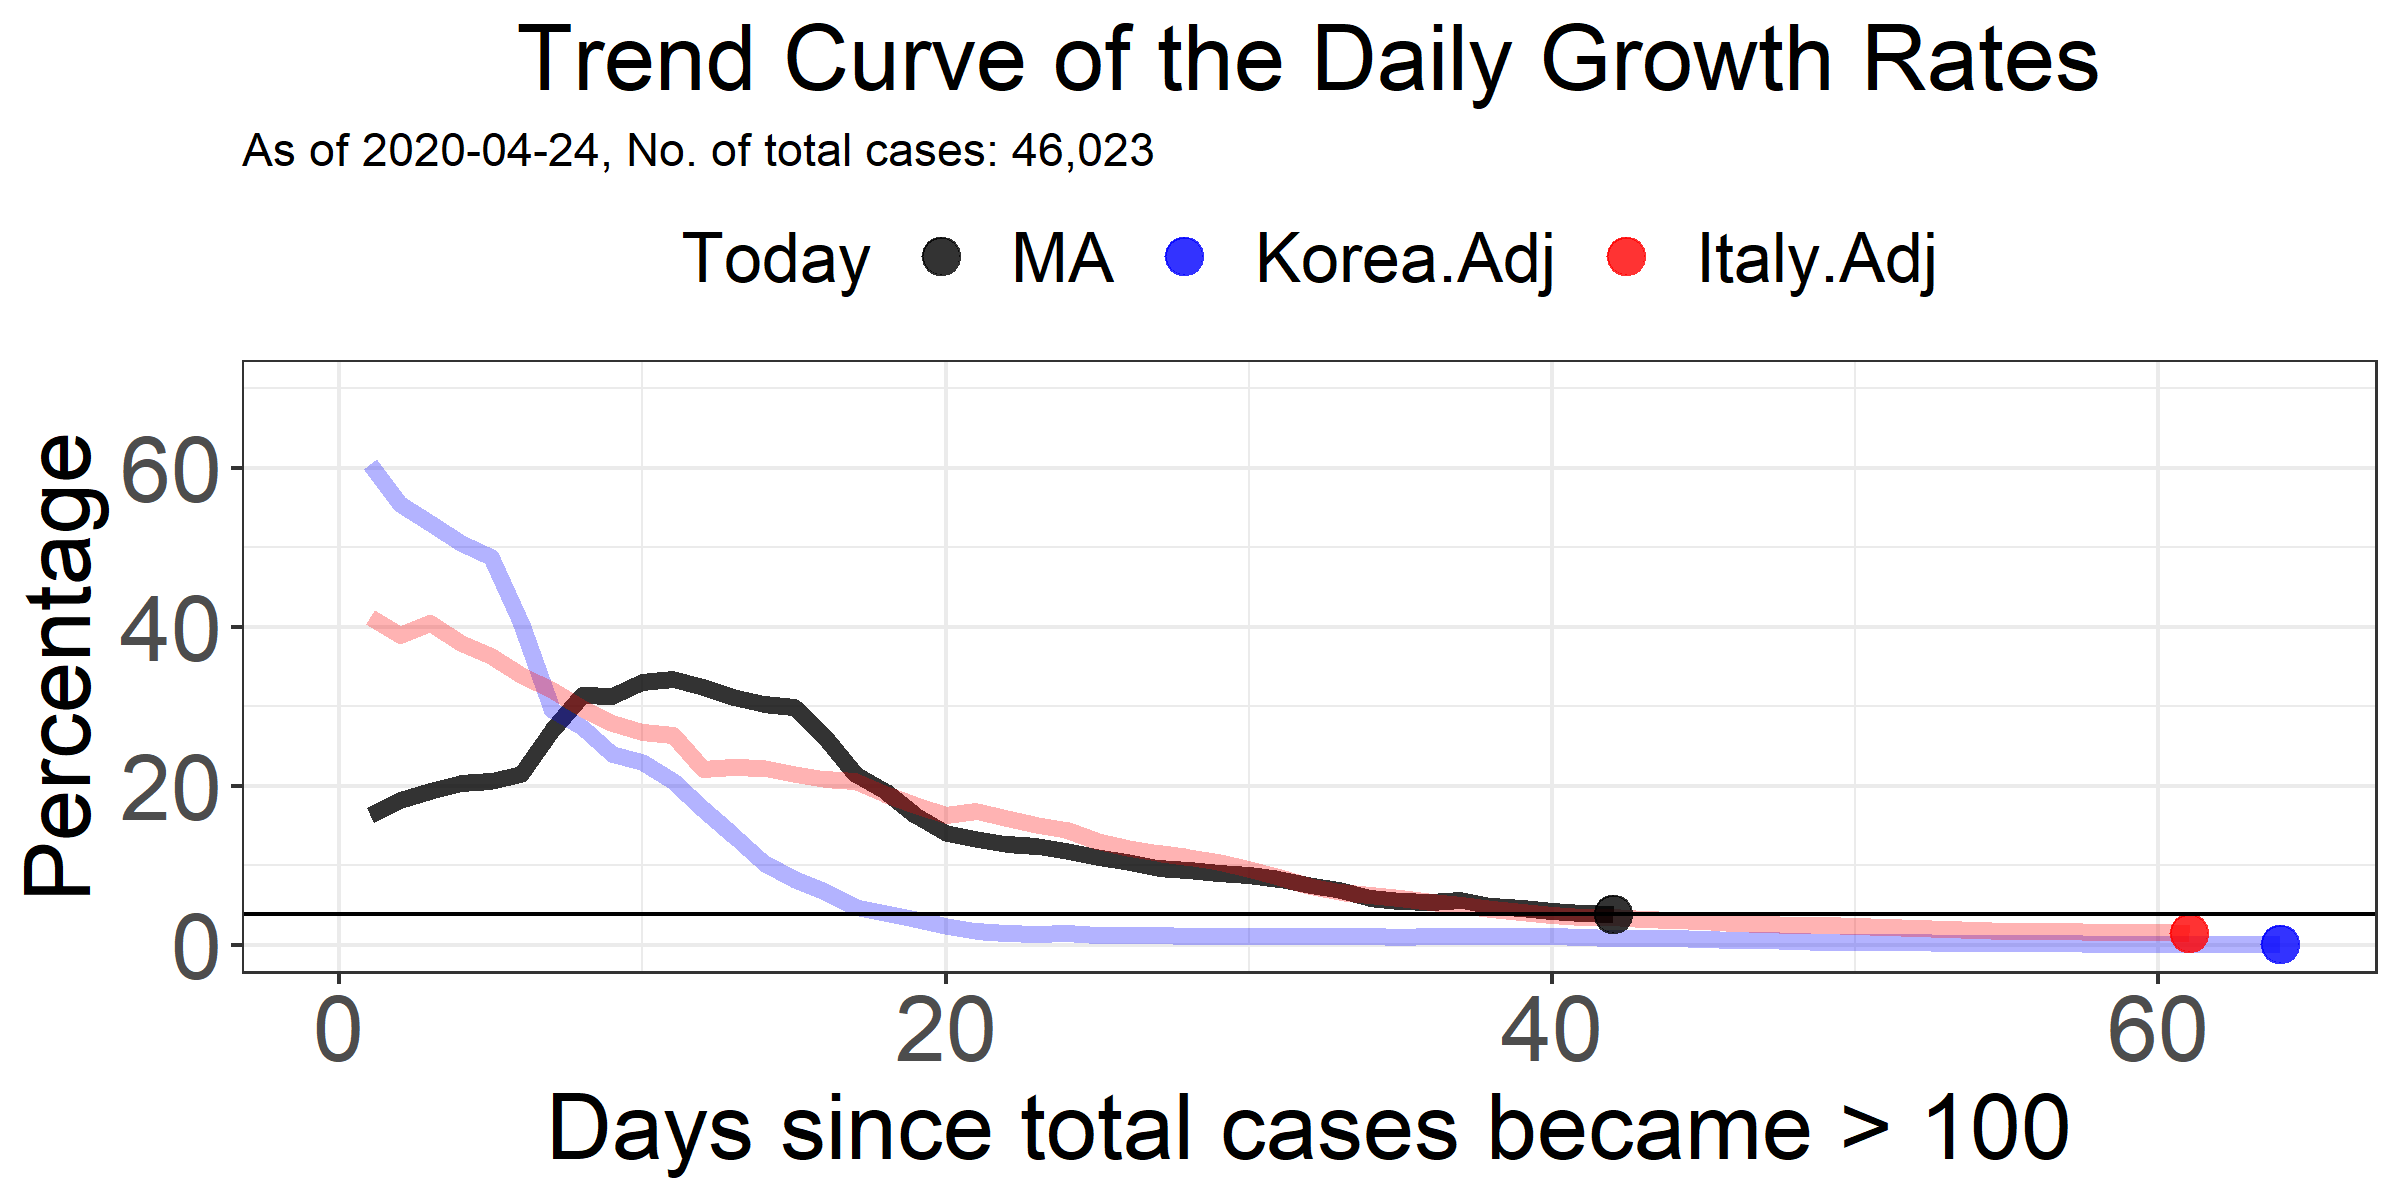 Trend Curve of the Daily Growth Rates
As of 2020-04-24, No. of total cases: 46,023
Today MA Korea.Adj Italy.Adj
Percentage
60
40
20
0
0 20 40 60
Days since total cases became > 100